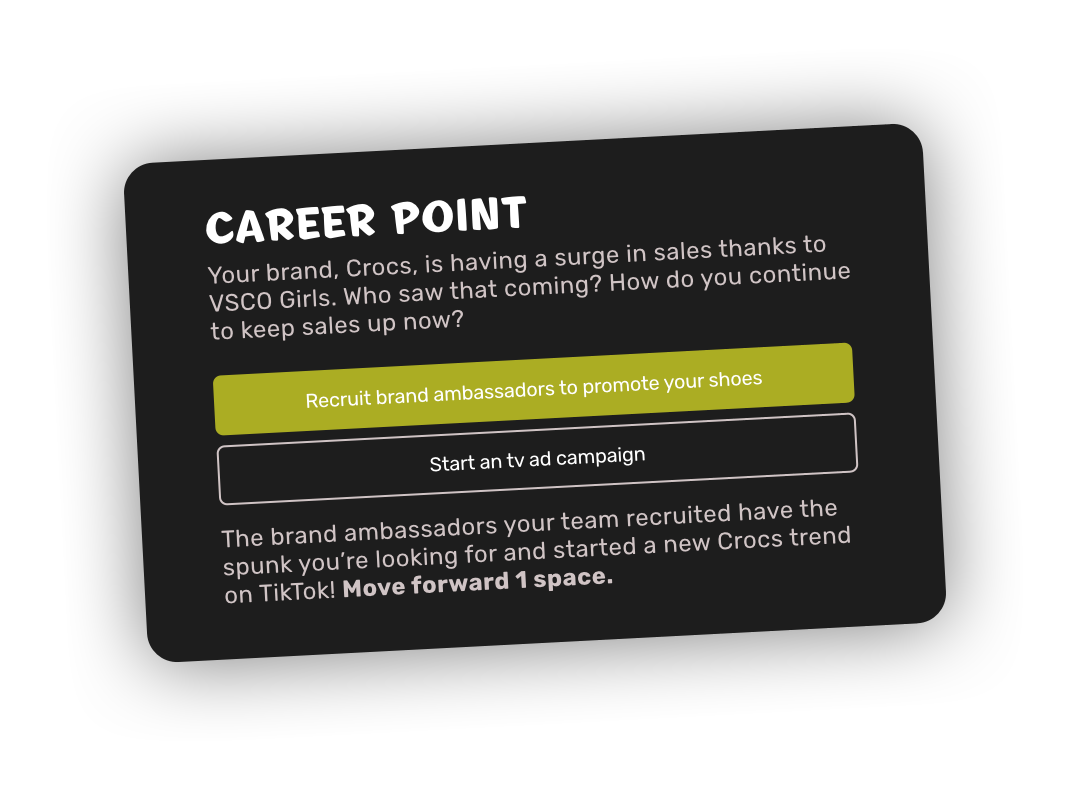 CAREER POINT
Your brand, Crocs, is having a surge in sales thanks to
VSCO Girls. Who saw that coming? How do you continue
to keep sales up now?
Recruit brand ambassadors to promote your shoes
Start an tv ad campaign
The brand ambassadors your team recruited have the
spunk you’re looking for and started a new Crocs trend
on TikTok! Move forward 1 space.